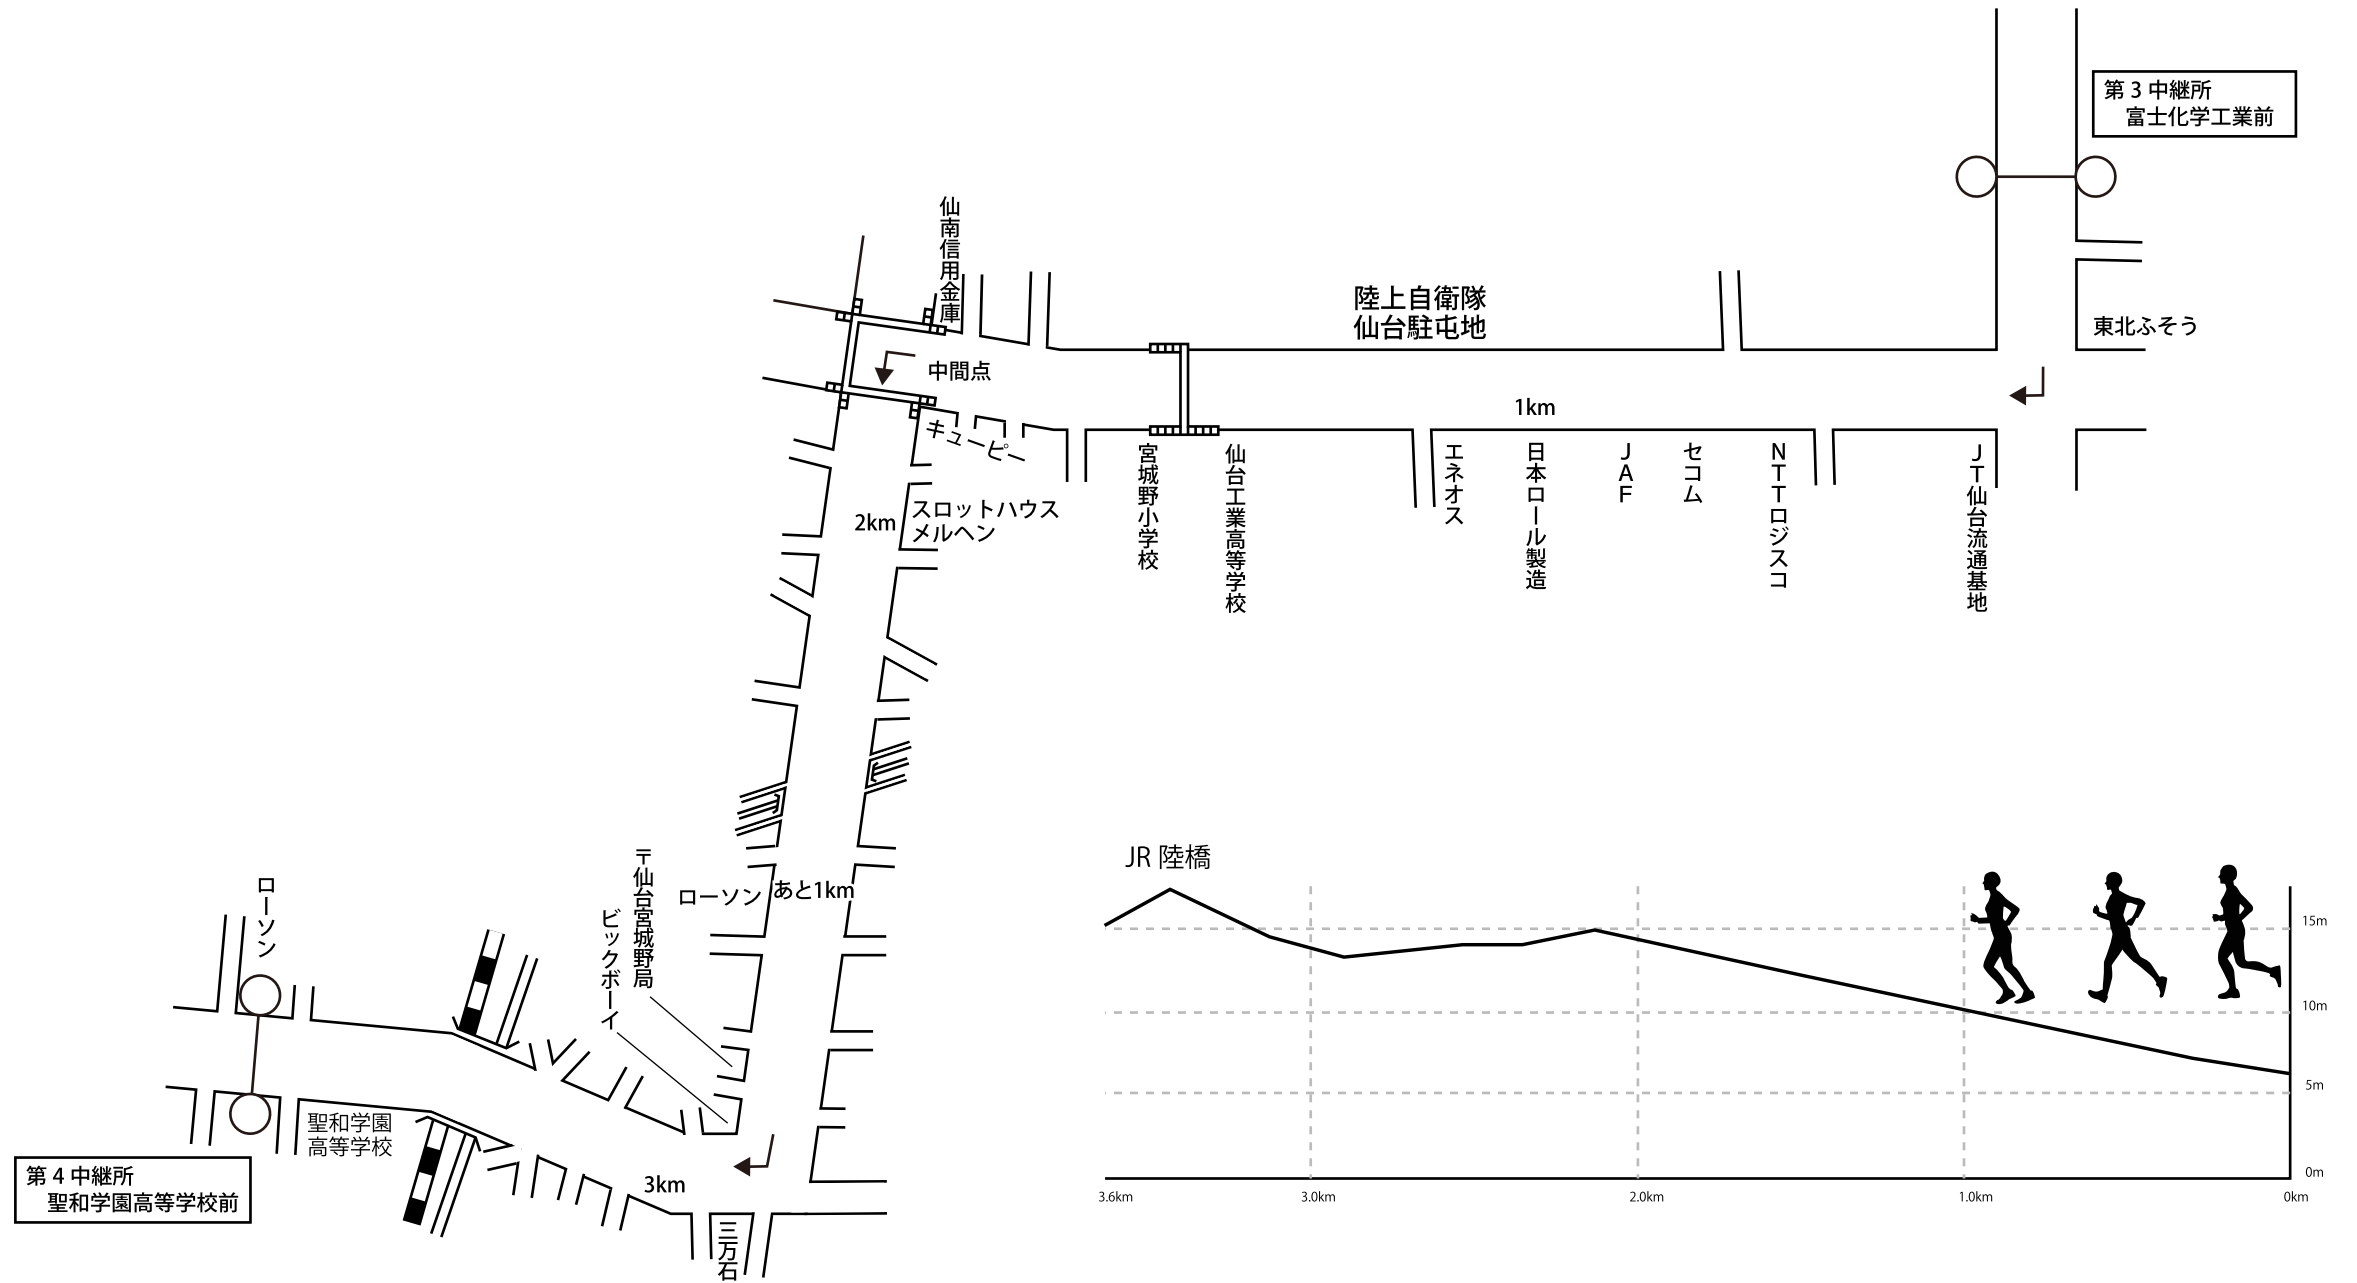 第3中継所
富士化学工業前
東北ふそう
仙南信用金庫
陸上自衛隊
仙台駐屯地
中間点
1km
キューピー
宮城野小学校
仙台工業高等学校
エネオス
日本ロール製造
JAF
セコム
NTTロジスコ
JT仙台流通基地
2km
スロットハウス
メルヘン
JR 陸橋
ローソン
あと1km
〒仙台宮城野局
ビックボーイ
ローソン
聖和学園
高等学校
第4中継所
聖和学園高等学校前
3km
三万石
15m
10m
5m
0m
3.6km
3.0km
2.0km
1.0km
0km